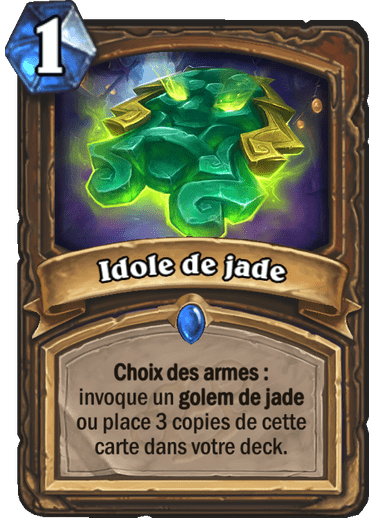 1
Idole de jade
Choix des armes :
invoque un golem de jade
ou place 3 copies de cette
carte dans votre deck.